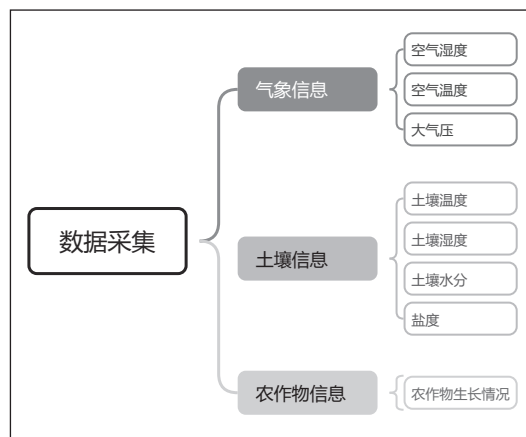 数据采集
气象信息
空气湿度
空气温度
大气压
土壤信息
土壤温度
土壤湿度
土壤水分
盐度
农作物信息
农作物生长情况